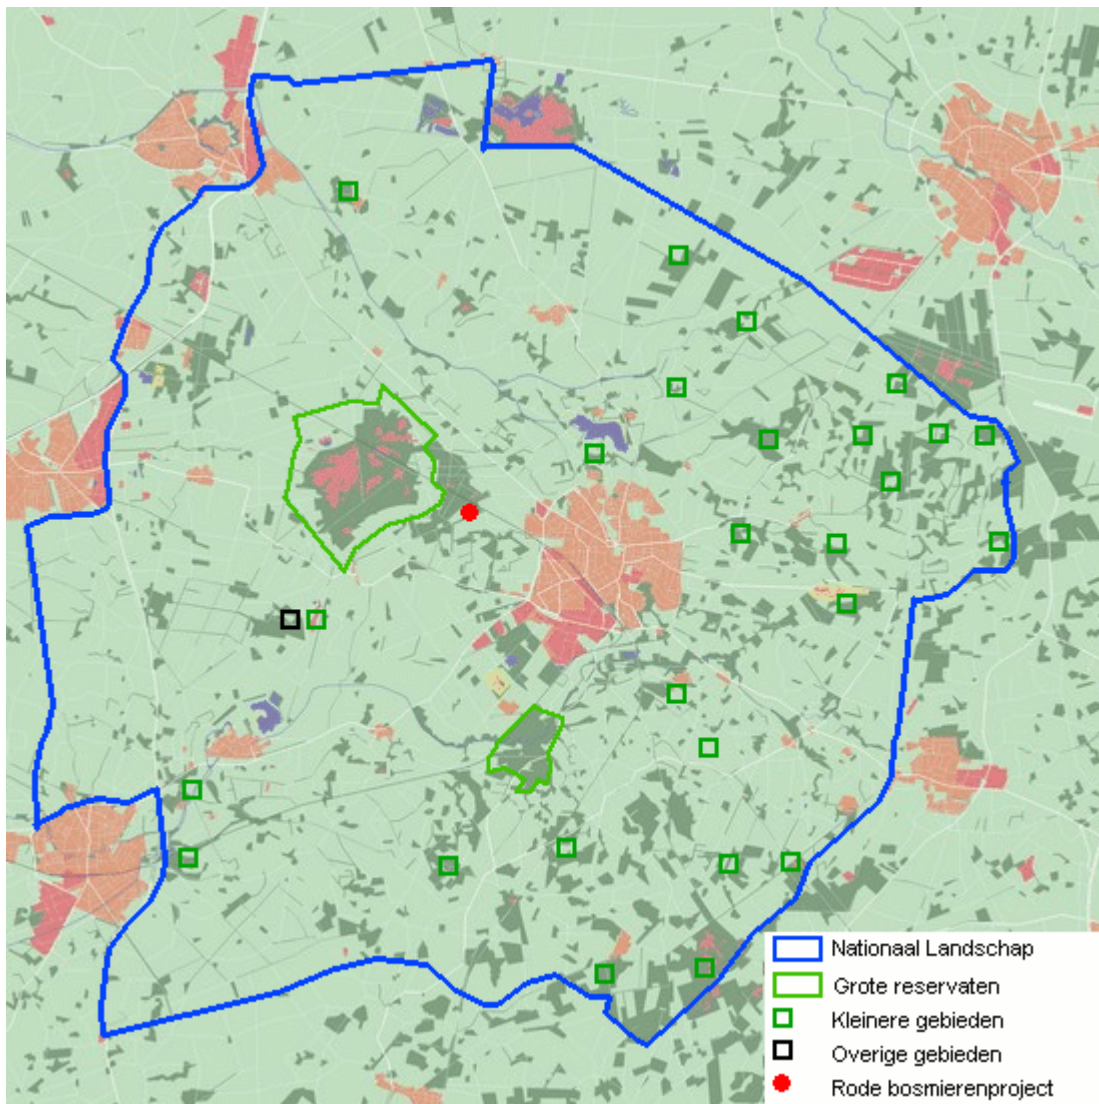 Nationaal Landschap
Grote reservaten
Kleinere gebieden
Overige gebieden
Rode bosmierenproject